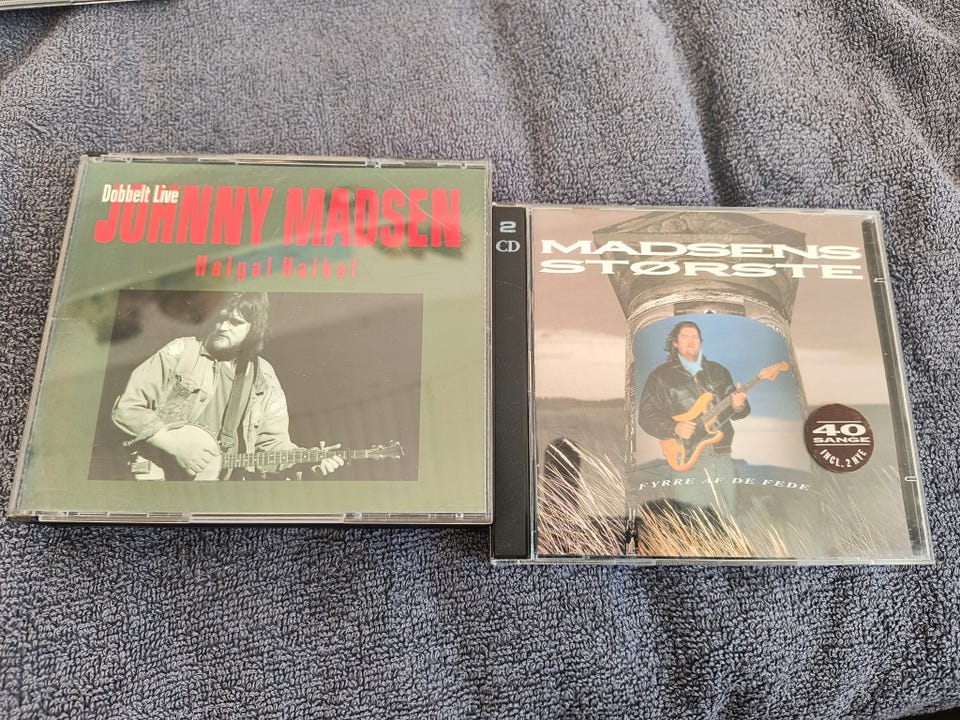 Dobbelt Live
JOHNNY MADSEN
Halgal Halbal
2
CD
MADSENS
STØRSTE
40
SANGE
INCL. 2 NYE
FYRRE AF DE FEDE